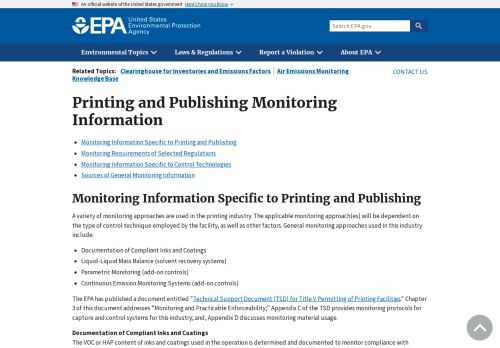 An official website of the United States government Here's how you know
EPA United States
Environmental Protection
Agency
Search EPA.gov
Environmental Topics Laws & Regulations Report a Violation About EPA
Related Topics: Clearinghouse for Inventories and Emissions Factors | Air Emissions Monitoring
Knowledge Base
CONTACT US
Printing and Publishing Monitoring
Information
Monitoring Information Specific to Printing and Publishing
Monitoring Requirements of Selected Regulations
Monitoring Information Specific to Control Technologies
Sources of General Monitoring Information
Monitoring Information Specific to Printing and Publishing
A variety of monitoring approaches are used in the printing industry. The applicable monitoring approach(es) will be dependent on
the type of control technique employed by the facility, as well as other factors. General monitoring approaches used in this industry
include:
Documentation of Compliant Inks and Coatings
Liquid-Liquid Mass Balance (solvent recovery systems)
Parametric Monitoring (add-on controls)
Continuous Emission Monitoring Systems (add-on controls)
The EPA has published a document entitled "Technical Support Document (TSD) for Title V Permitting of Printing Facilities." Chapter
3 of this document addresses "Monitoring and Practicable Enforceability;" Appendix C of the TSD provides monitoring protocols for
capture and control systems for this industry; and, Appendix D discusses monitoring material usage.
Documentation of Compliant Inks and Coatings
The VOC or HAP content of inks and coatings used in the operation is determined and documented to monitor compliance with